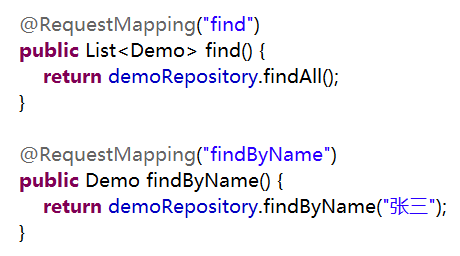 @RequestMapping("find")
public List<Demo> find() {
return demoRepository.findAll();
}
@RequestMapping("findByName")
public Demo findByName() {
return demoRepository.findByName("张三");
}